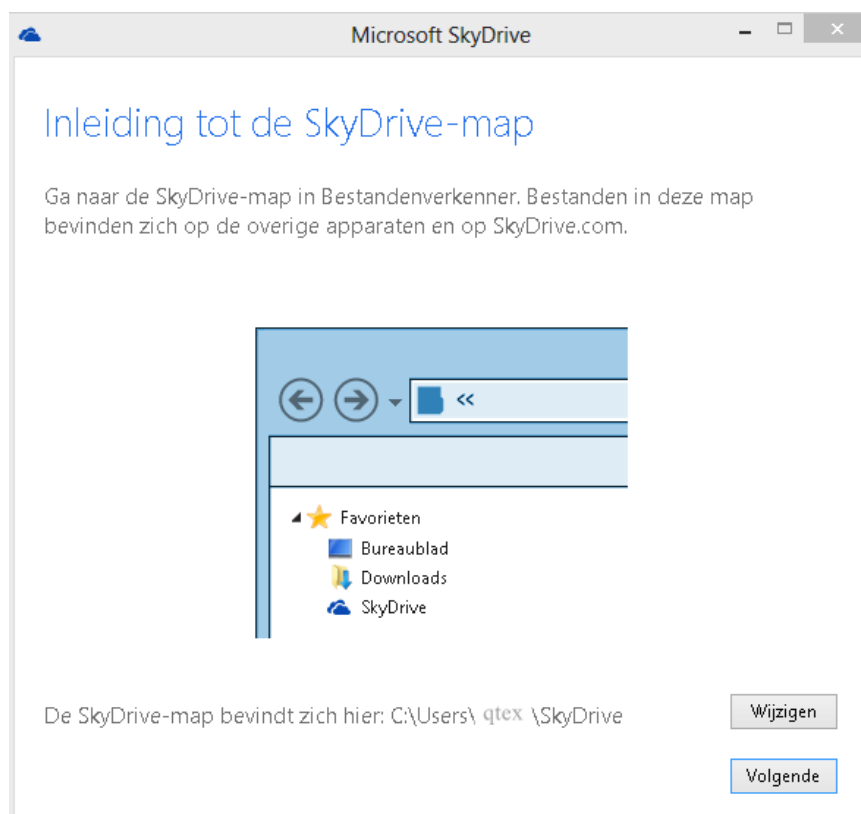 Microsoft SkyDrive
Inleiding tot de SkyDrive-map
Ga naar de SkyDrive-map in Bestandenverkenner. Bestanden in deze map
bevinden zich op de overige apparaten en op SkyDrive.com.
<<
Favorieten
Bureaublad
Downloads
SkyDrive
De SkyDrive-map bevindt zich hier: C:\Users\ qtex \SkyDrive
Wijzigen
Volgende